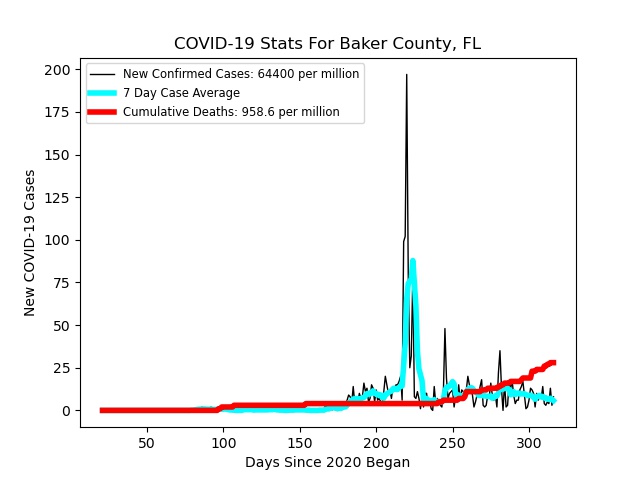 COVID-19 Stats For Baker County, FL
New Confirmed Cases: 64400 per million
7 Day Case Average
Cumulative Deaths: 958.6 per million
New COVID-19 Cases
200
175
150
125
100
75
50
25
0
50
100
150
200
250
300
Days Since 2020 Began